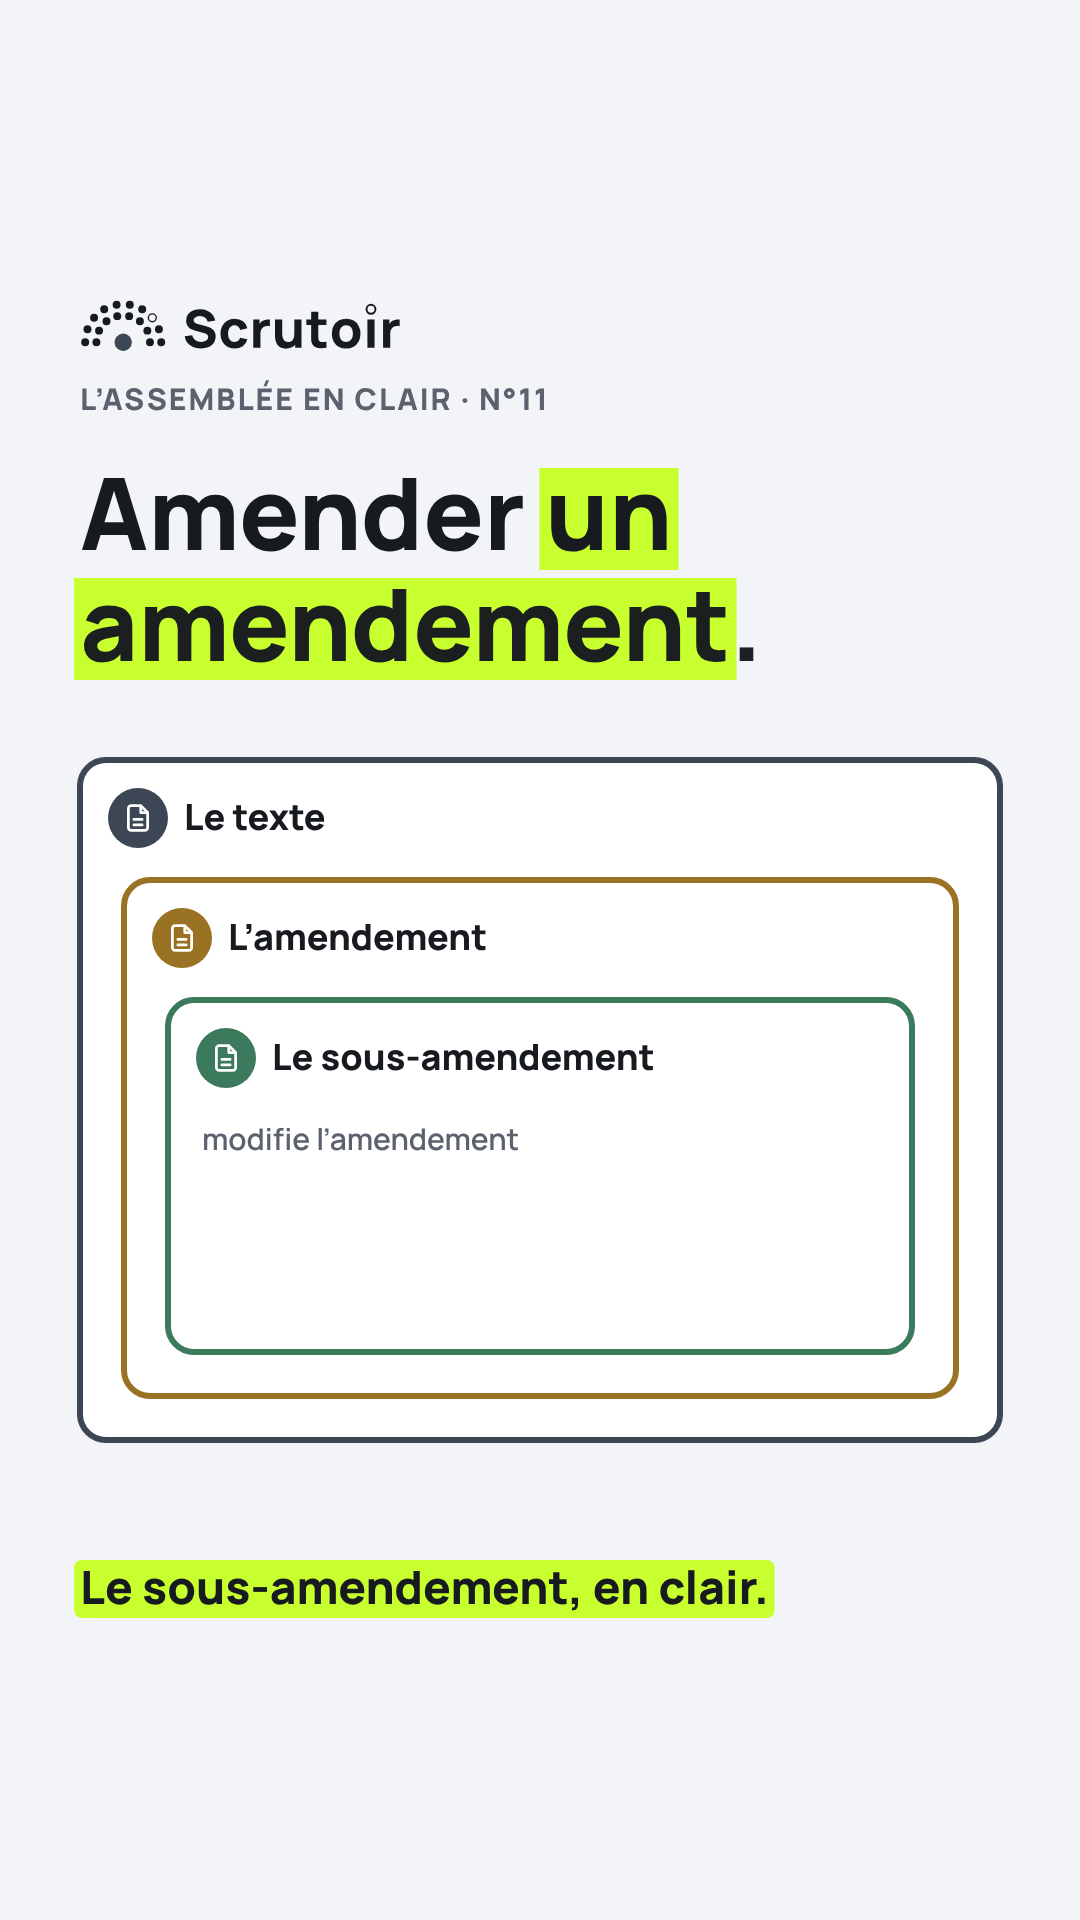 Scrutoir
L’ASSEMBLÉE EN CLAIR · N°11
Amender un
amendement.
Le texte
L’amendement
Le sous-amendement
modifie l’amendement
Le sous-amendement, en clair.